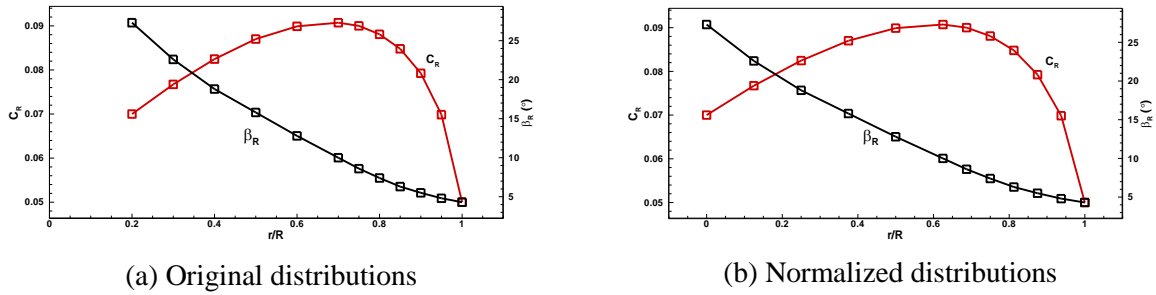 0.09
0.08
0.07
0.06
0.05
C_R
25
20
15
10
5
β_R (°)
C_R
β_R
0 0.2 0.4 0.6 0.8 1
r/R
(a) Original distributions
0.09
0.08
0.07
0.06
0.05
C_R
25
20
15
10
5
β_R (°)
C_R
β_R
0 0.2 0.4 0.6 0.8 1
r/R
(b) Normalized distributions